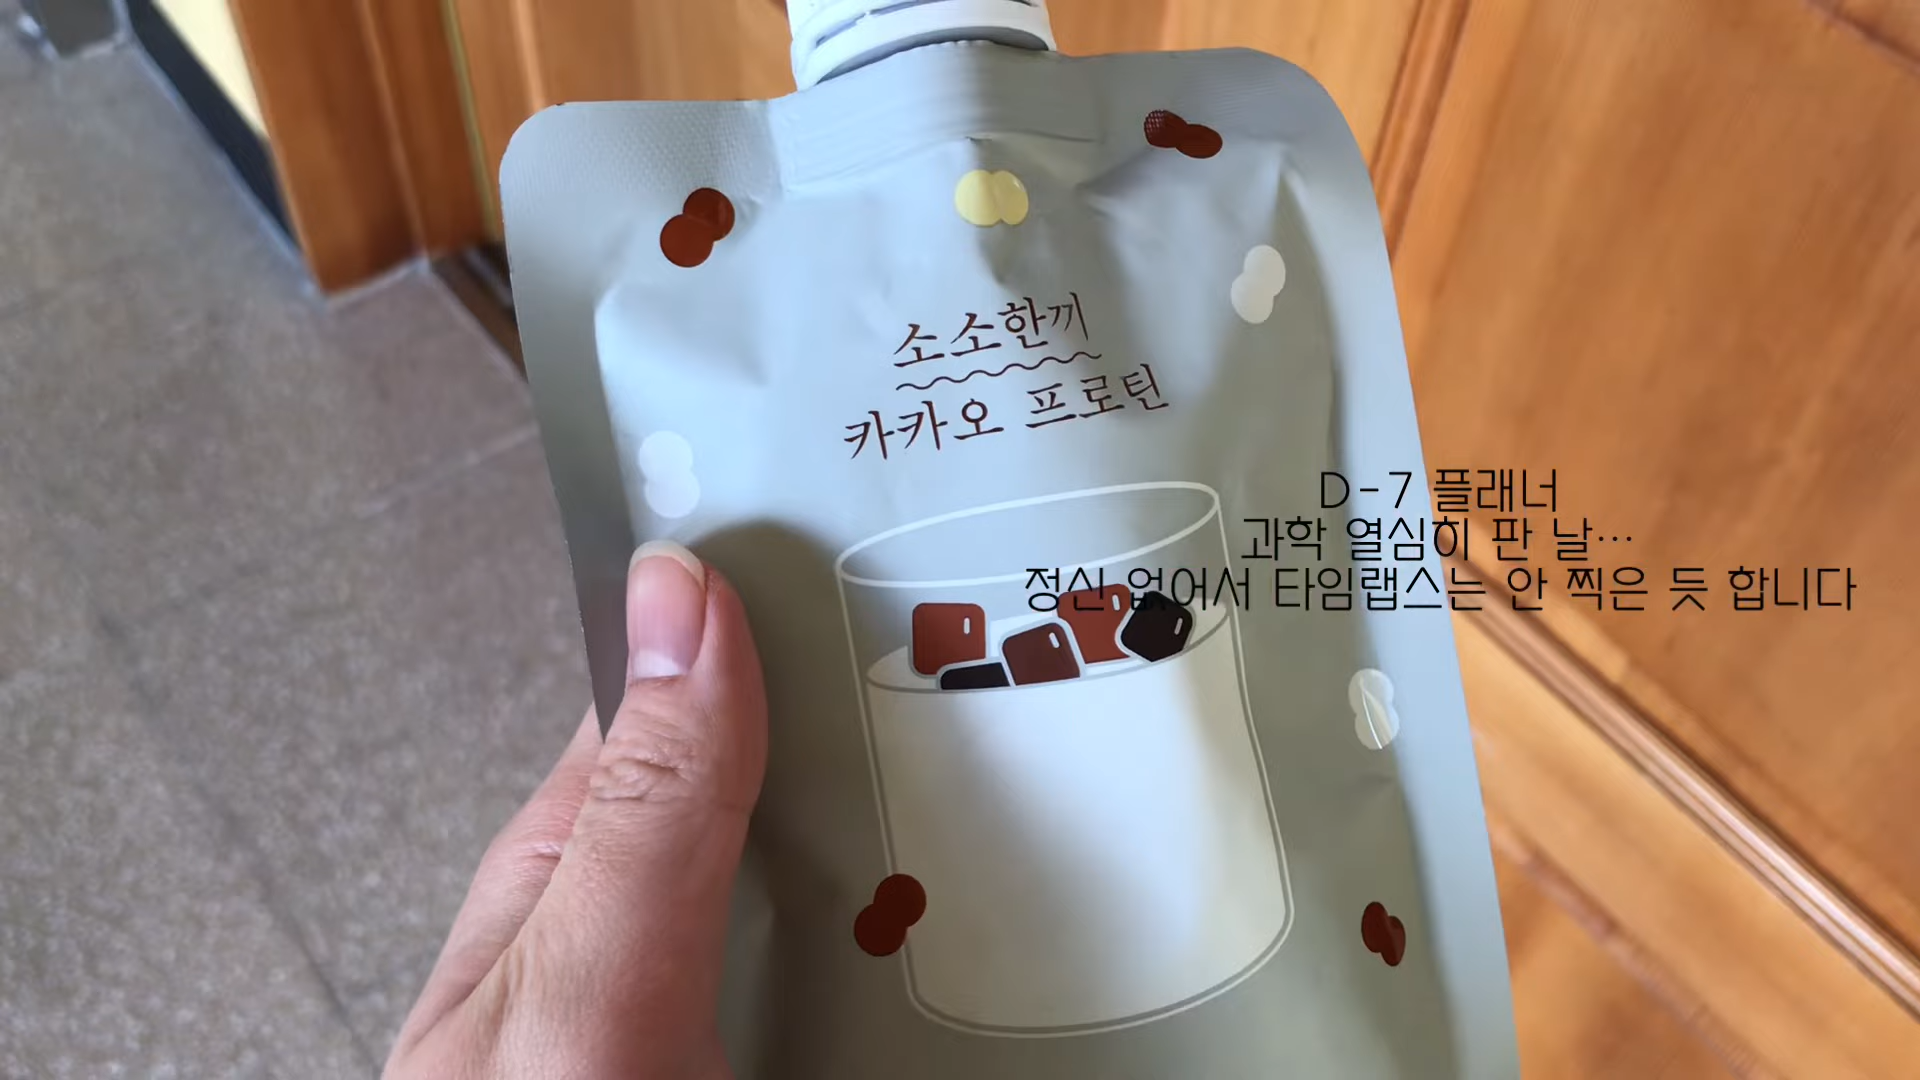 소소한끼
카카오 프로틴
D-7 플래너
과학 열심히 판 날…
정신 없어서 타임랩스는 안 찍은 듯 합니다